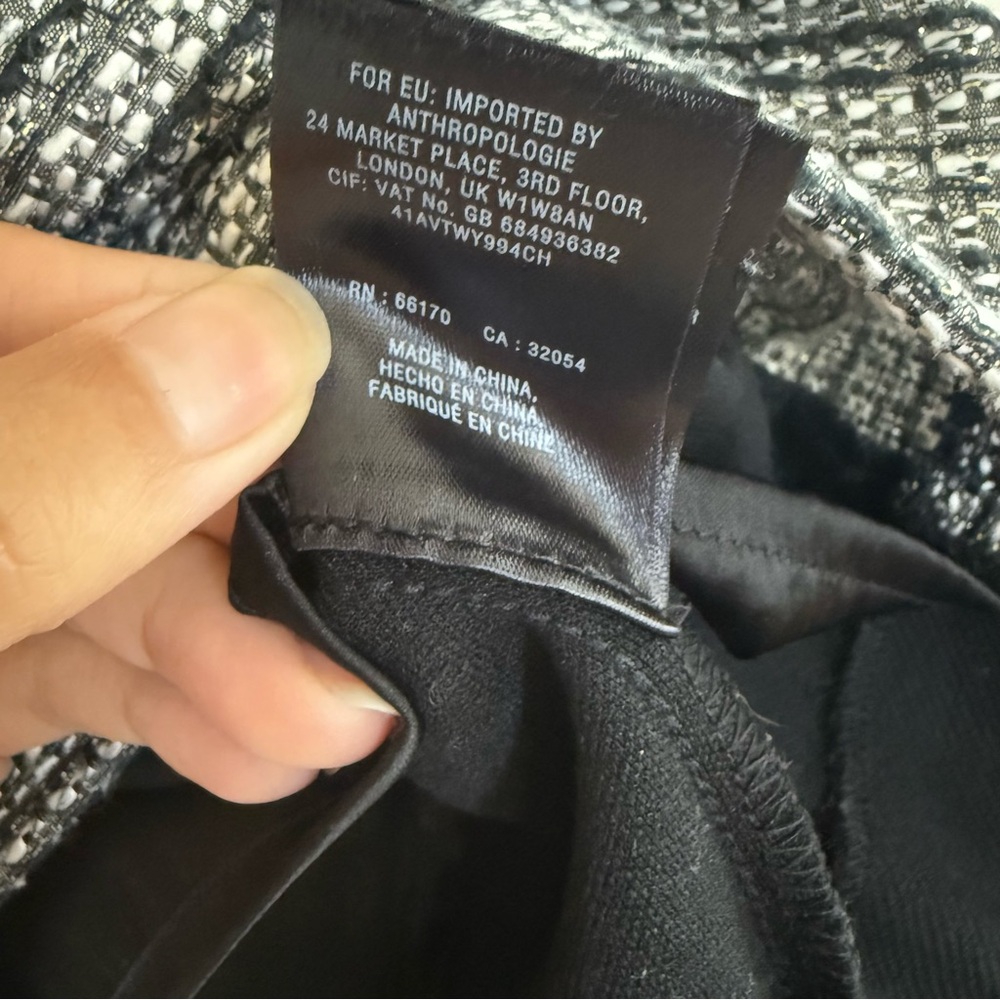 FOR EU: IMPORTED BY
ANTHROPOLOGIE
24 MARKET PLACE, 3RD FLOOR,
LONDON, UK W1W8AN
CIF: VAT No. GB 684936382
41AVTWY994CH
RN : 66170 CA : 32054
MADE IN CHINA,
HECHO EN CHINA,
FABRIQUÉ EN CHINE